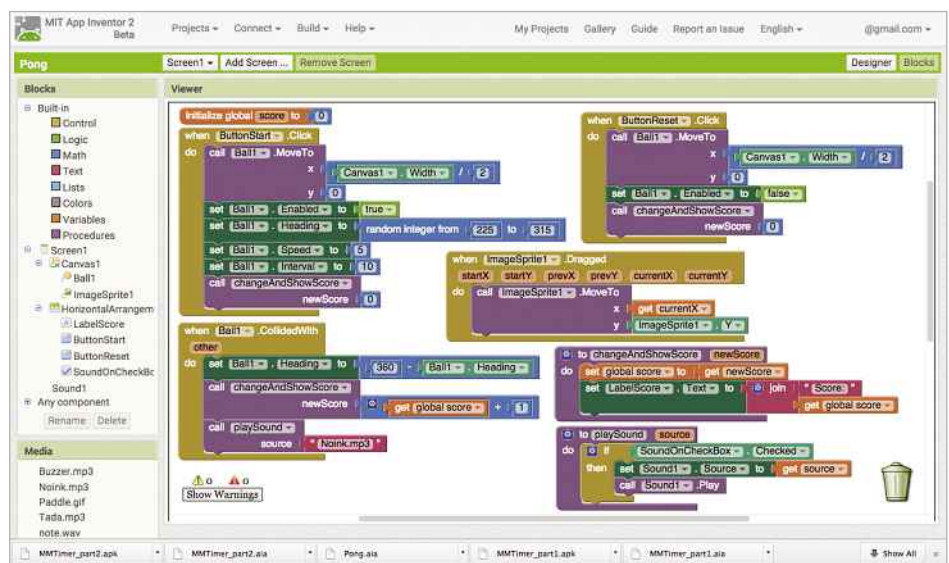 MIT App Inventor 2
Beta
Projects Connect Build Help
My Projects Gallery Guide Report an Issue English @gmail.com
Pong
Screen1 Add Screen ... Remove Screen
Designer Blocks
Blocks
Built-in
Control
Logic
Math
Text
Lists
Colors
Variables
Procedures
Screen1
Canvas1
Ball1
ImageSprite1
HorizontalArrangem
LabelScore
ButtonStart
ButtonReset
SoundOnCheckBo
Sound1
Any component
Rename Delete
Media
Buzzer.mp3
Noink.mp3
Paddle.gif
Tada.mp3
note.wav
Viewer
initialize global score to 0
when ButtonStart .Click
do call Ball1 .MoveTo
x Canvas1 . Width / 2
y 0
set Ball1 . Enabled to true
set Ball1 . Heading to random integer from 225 to 315
set Ball1 . Speed to 5
set Ball1 . Interval to 10
call changeAndShowScore
newScore 0
when Ball1 .CollidedWith
other
do set Ball1 . Heading to 360 - Ball1 . Heading
call changeAndShowScore
newScore get global score + 1
call playSound
source " Noink.mp3 "
0 0
Show Warnings
when ButtonReset .Click
do call Ball1 .MoveTo
x Canvas1 . Width / 2
y 0
set Ball1 . Enabled to false
call changeAndShowScore
newScore 0
when ImageSprite1 .Dragged
startX startY prevX prevY currentX currentY
do call ImageSprite1 .MoveTo
x get currentX
y ImageSprite1 . Y
to changeAndShowScore newScore
do set global score to get newScore
set LabelScore . Text to join " Score: "
get global score
to playSound source
do if SoundOnCheckBox . Checked
then set Sound1 . Source to get source
call Sound1 .Play
MMTimer_part2.apk MMTimer_part2.aia Pong.aia MMTimer_part1.apk MMTimer_part1.aia Show All